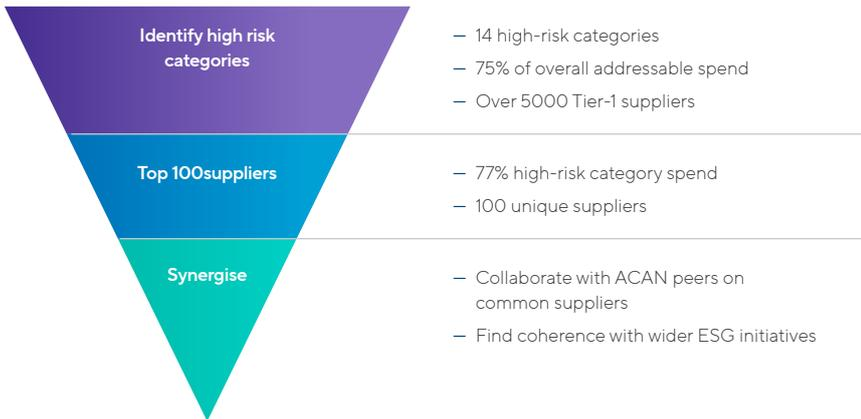 Identify high risk
categories
— 14 high-risk categories
— 75% of overall addressable spend
— Over 5000 Tier-1 suppliers
Top 100suppliers
— 77% high-risk category spend
— 100 unique suppliers
Synergise
— Collaborate with ACAN peers on
common suppliers
— Find coherence with wider ESG initiatives